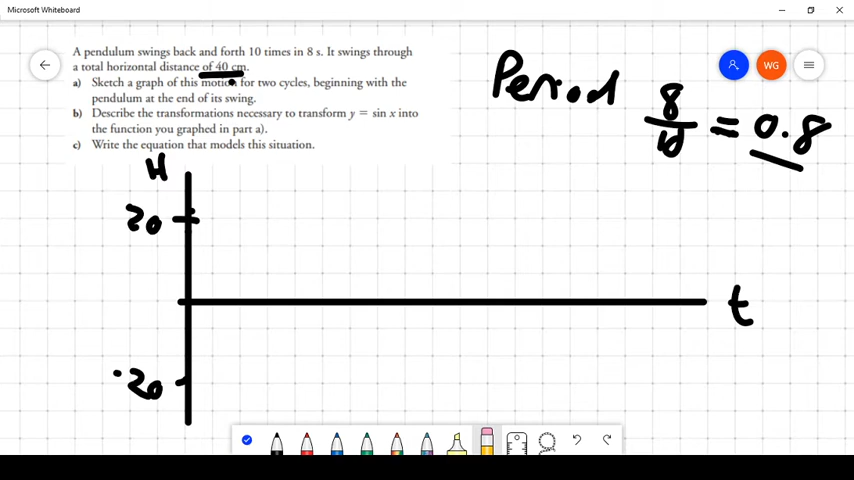 Microsoft Whiteboard
A pendulum swings back and forth 10 times in 8 s. It swings through
a total horizontal distance of 40 cm.
a) Sketch a graph of this motion for two cycles, beginning with the
pendulum at the end of its swing.
b) Describe the transformations necessary to transform y = sin x into
the function you graphed in part a).
c) Write the equation that models this situation.
Period
8
10
= 0.8
WG
H
20
t
-20